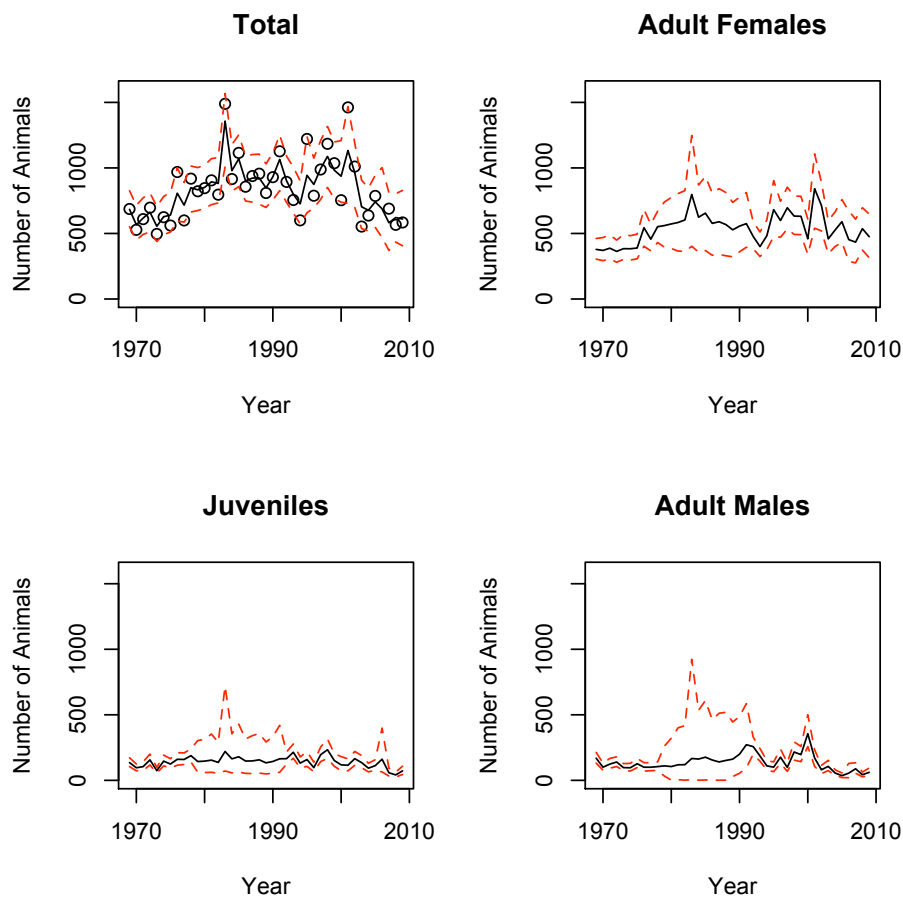 Total
Number of Animals
0
500
1000
1970
1990
2010
Year
Adult Females
Number of Animals
0
500
1000
1970
1990
2010
Year
Juveniles
Number of Animals
0
500
1000
1970
1990
2010
Year
Adult Males
Number of Animals
0
500
1000
1970
1990
2010
Year